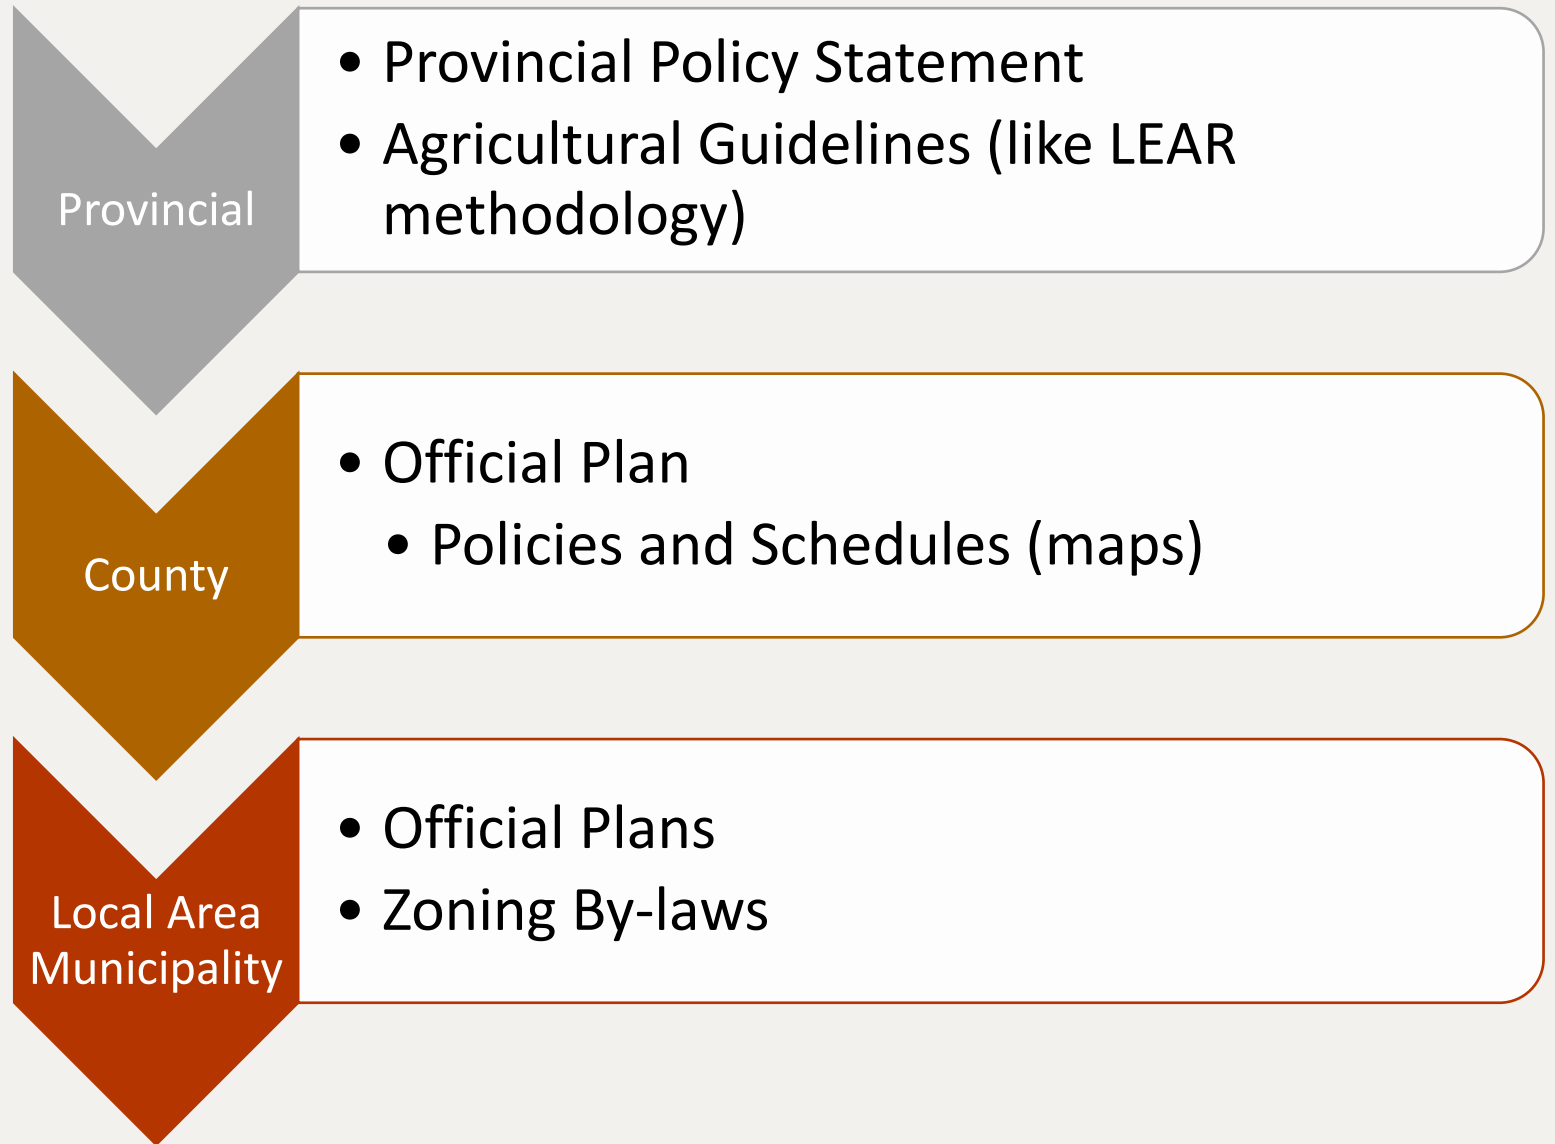 Provincial
• Provincial Policy Statement
• Agricultural Guidelines (like LEAR
methodology)
County
• Official Plan
• Policies and Schedules (maps)
Local Area
Municipality
• Official Plans
• Zoning By-laws